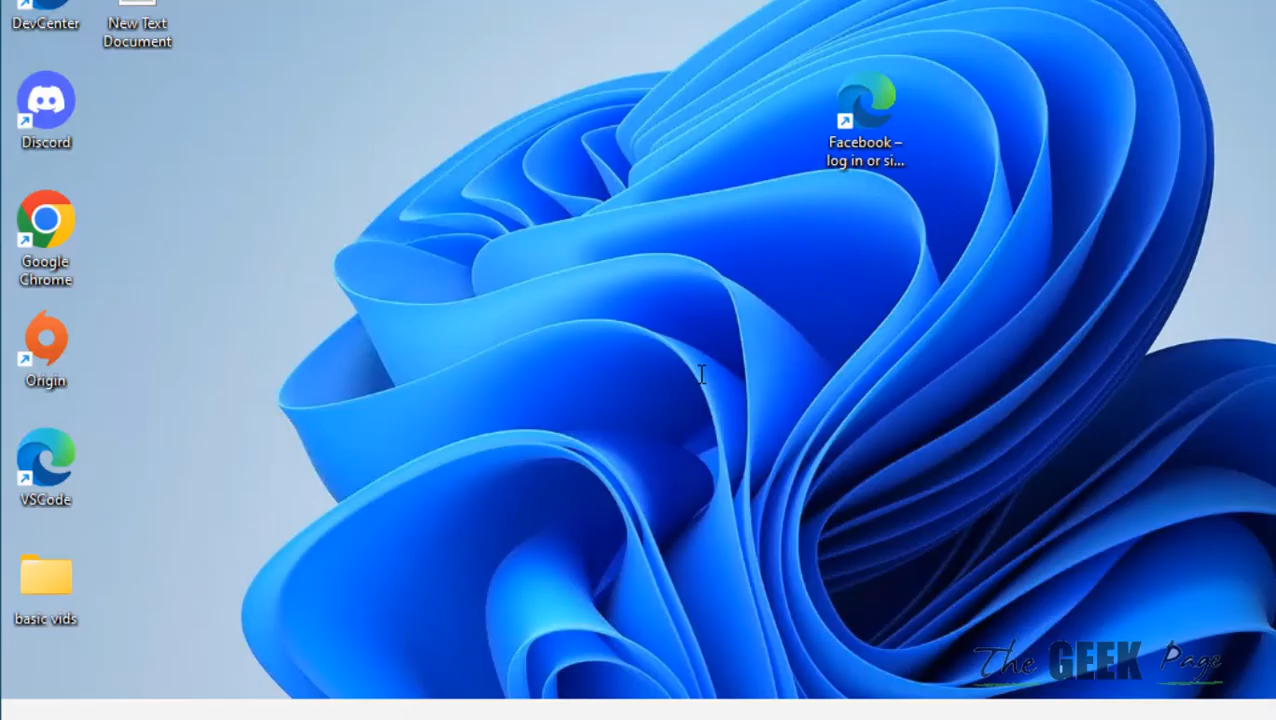 DevCenter
New Text
Document
Discord
Facebook –
log in or si...
Google
Chrome
Origin
VSCode
basic vids
The GEEK Page